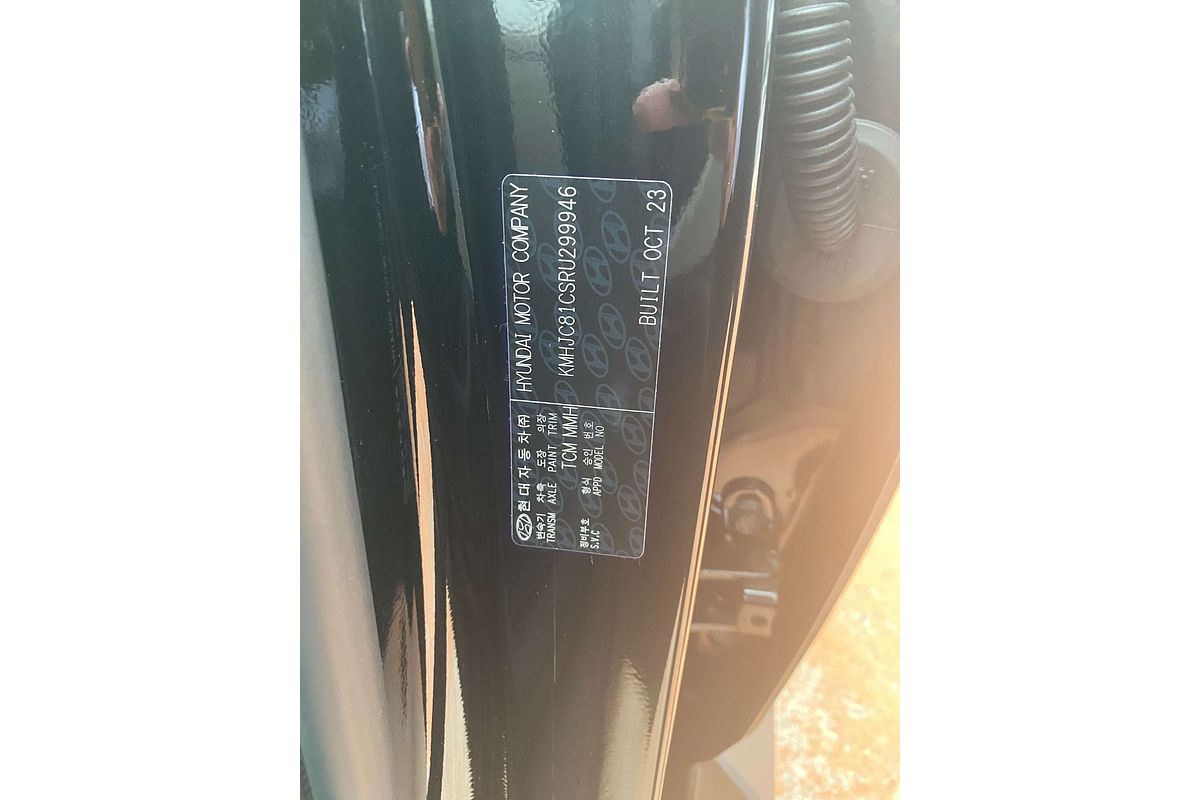 현대자동차(주)
HYUNDAI MOTOR COMPANY
변속기 차축 도장 의장
TRANSM AXLE PAINT TRIM
TCM MMH
KMHJC81CSRU299946
정비부호 형식 승인 번호
S.V.C APPD MODEL NO
BUILT OCT 23